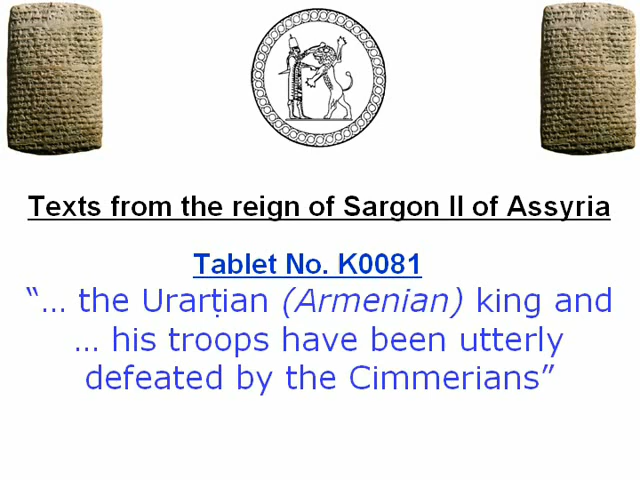 Texts from the reign of Sargon II of Assyria
Tablet No. K0081
“… the Urarṭian (Armenian) king and
… his troops have been utterly
defeated by the Cimmerians”